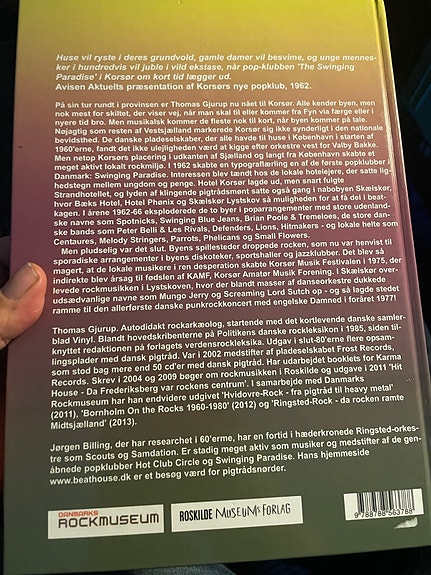 Huse vil ryste i deres grundvold, gamle damer vil besvime, og unge mennesk-
er i hundredvis vil juble i vild ekstase, når pop-klubben 'The Swinging
Paradise' i Korsør om kort tid lægger ud.
Avisen Aktuelts præsentation af Korsørs nye popklub, 1962.
På sin tur rundt i provinsen er Thomas Gjurup nu nået til Korsør. Alle kender byen, men
nok mest for skiltet, der viser vej, når man skal til eller kommer fra Fyn via færge eller i
nyere tid bro. Men musikalsk kommer de fleste nok til kort, når byen kommer på tale.
Nøjagtig som resten af Vestsjælland markerede Korsør sig ikke synderligt i den nationale
bevidsthed. De danske pladeselskaber, der alle havde til huse i København i starten af
1960'erne, fandt det ikke ulejligheden værd at kigge efter rockens grøde vest for Valby Bakke.
Men netop Korsørs placering i udkanten af Sjælland og langt fra København skabte et
meget aktivt lokalt rockmiljø. I 1962 skabte en typograflærling en af de første popklubber i
Danmark: Swinging Paradise. Interessen blev tændt hos de lokale hotelejere, der satte lig-
hedstegn mellem ungdom og penge. Hotel Korsør lagde ud, men snart fulgte
Strandhotellet, og lyden af klingende pigtrådsmønt satte også gang i nabobyen Skælskør,
hvor Bæks Hotel, Hotel Phønix og Skælskør Lystskov så muligheden for at få del i beat-
kagen. I årene 1962-66 eksploderede de to byer i poparrangementer med store udenland-
ske navne som Spotnicks, Swinging Blue Jeans, Brian Poole & Tremeloes, de store dan-
ske bands som Peter Belli & Les Rivals, Defenders, Lions, Hitmakers - og lokale helte som
Centaures, Melody Stringers, Parrots, Phelicans og Small Flowers.
Men pludselig var det slut. Byens spillesteder droppede rocken, som nu var henvist til
sporadiske arrangementer i byens diskoteker, sportshaller og jazzklubber. Det blev så
magert, at de lokale musikere i ren desperation skabte Korsør Musik Festivalen i 1975, der
indirekte blev årsag til fødslen af KAMF, Korsør Amatør Musik Forening. I Skælskør over-
levede rockmusikken i Lystskoven, hvor der blandt masser af danseorkestre dukkede
udsædvanlige navne som Mungo Jerry og Screaming Lord Sutch op - og så lagde stedet
ramme til den allerførste danske punkrockkoncert med engelske Damned i foråret 1977!
Thomas Gjurup. Autodidakt rockarkæolog, startende med det kortlevende danske samler-
blad Vinyl. Blandt hovedskribenterne på Politikens danske rockleksikon i 1985, siden til-
knyttet redaktionen på forlagets verdensrockleksika. Udgav i slut-80'erne flere opsam-
lingsplader med dansk pigtråd. Var i 2002 medstifter af pladeselskabet Frost Records,
som stod bag mere end 50 cd'er med dansk pigtråd. Har udarbejdet booklets for Karma
Records. Skrev i 2004 og 2009 bøger om rockmusikken i Roskilde og udgave i 2011 'Hit
House - Da Frederiksberg var rockens centrum'. I samarbejde med Danmarks
Rockmuseum har han endvidere udgivet 'Hvidovre-Rock - fra pigtråd til heavy metal'
(2011), 'Bornholm On the Rocks 1960-1980' (2012) og 'Ringsted-Rock - da rocken ramte
Midtsjælland' (2013).
Jørgen Billing, der har researchet i 60'erme, har en fortid i hæderkronede Ringsted-orke-
stre som Scouts og Samdation. Er stadig meget aktiv som musiker og medstifter af de gen-
åbnede popklubber Hot Club Circle og Swinging Paradise. Hans hjemmeside
www.beathouse.dk er et besøg værd for pigtrådsnørder.
DANMARKS
ROCKMUSEUM
ROSKILDE MUSEUMS FORLAG
9 788788 563788